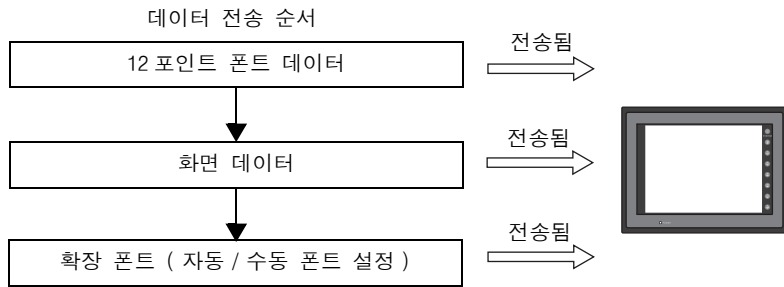 데이터 전송 순서
12 포인트 폰트 데이터
전송됨
화면 데이터
전송됨
확장 폰트 ( 자동 / 수동 폰트 설정 )
전송됨